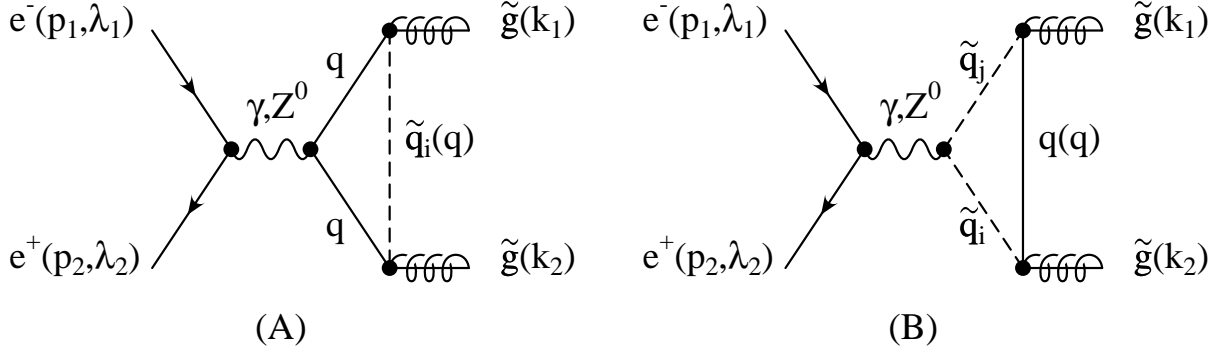 e⁻(p₁,λ₁)
q
γ,Z⁰
q̃ᵢ(q)
q
e⁺(p₂,λ₂)
g̃(k₁)
g̃(k₂)
(A)
e⁻(p₁,λ₁)
q̃ⱼ
γ,Z⁰
q(q)
q̃ᵢ
e⁺(p₂,λ₂)
g̃(k₁)
g̃(k₂)
(B)